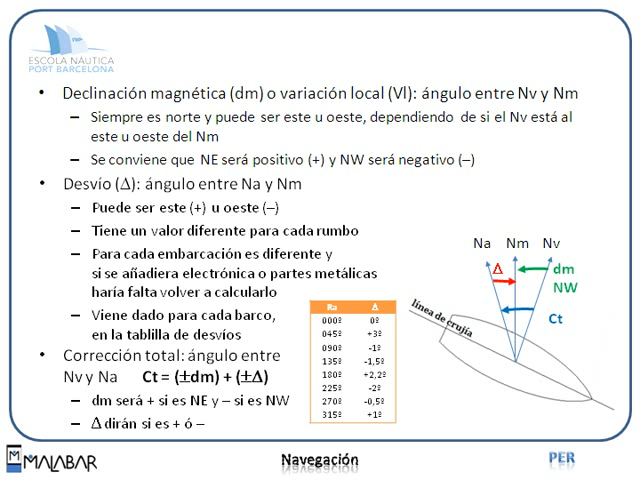 ESCOLA NÁUTICA
PORT BARCELONA
• Declinación magnética (dm) o variación local (Vl): ángulo entre Nv y Nm
– Siempre es norte y puede ser este u oeste, dependiendo de si el Nv está al
este u oeste del Nm
– Se conviene que NE será positivo (+) y NW será negativo (–)
• Desvío (Δ): ángulo entre Na y Nm
– Puede ser este (+) u oeste (–)
– Tiene un valor diferente para cada rumbo
– Para cada embarcación es diferente y
si se añadiera electrónica o partes metálicas
haría falta volver a calcularlo
– Viene dado para cada barco,
en la tablilla de desvíos
• Corrección total: ángulo entre
Nv y Na Ct = (±dm) + (±Δ)
– dm será + si es NE y – si es NW
– Δ dirán si es + ó –
Ra Δ
000º 0º
045º +3º
090º -1º
135º -1,5º
180º +2,2º
225º -2º
270º -0,5º
315º +1º
Na Nm Nv
Δ dm
NW
Ct
línea de crujía
MALABAR
Navegación
PER